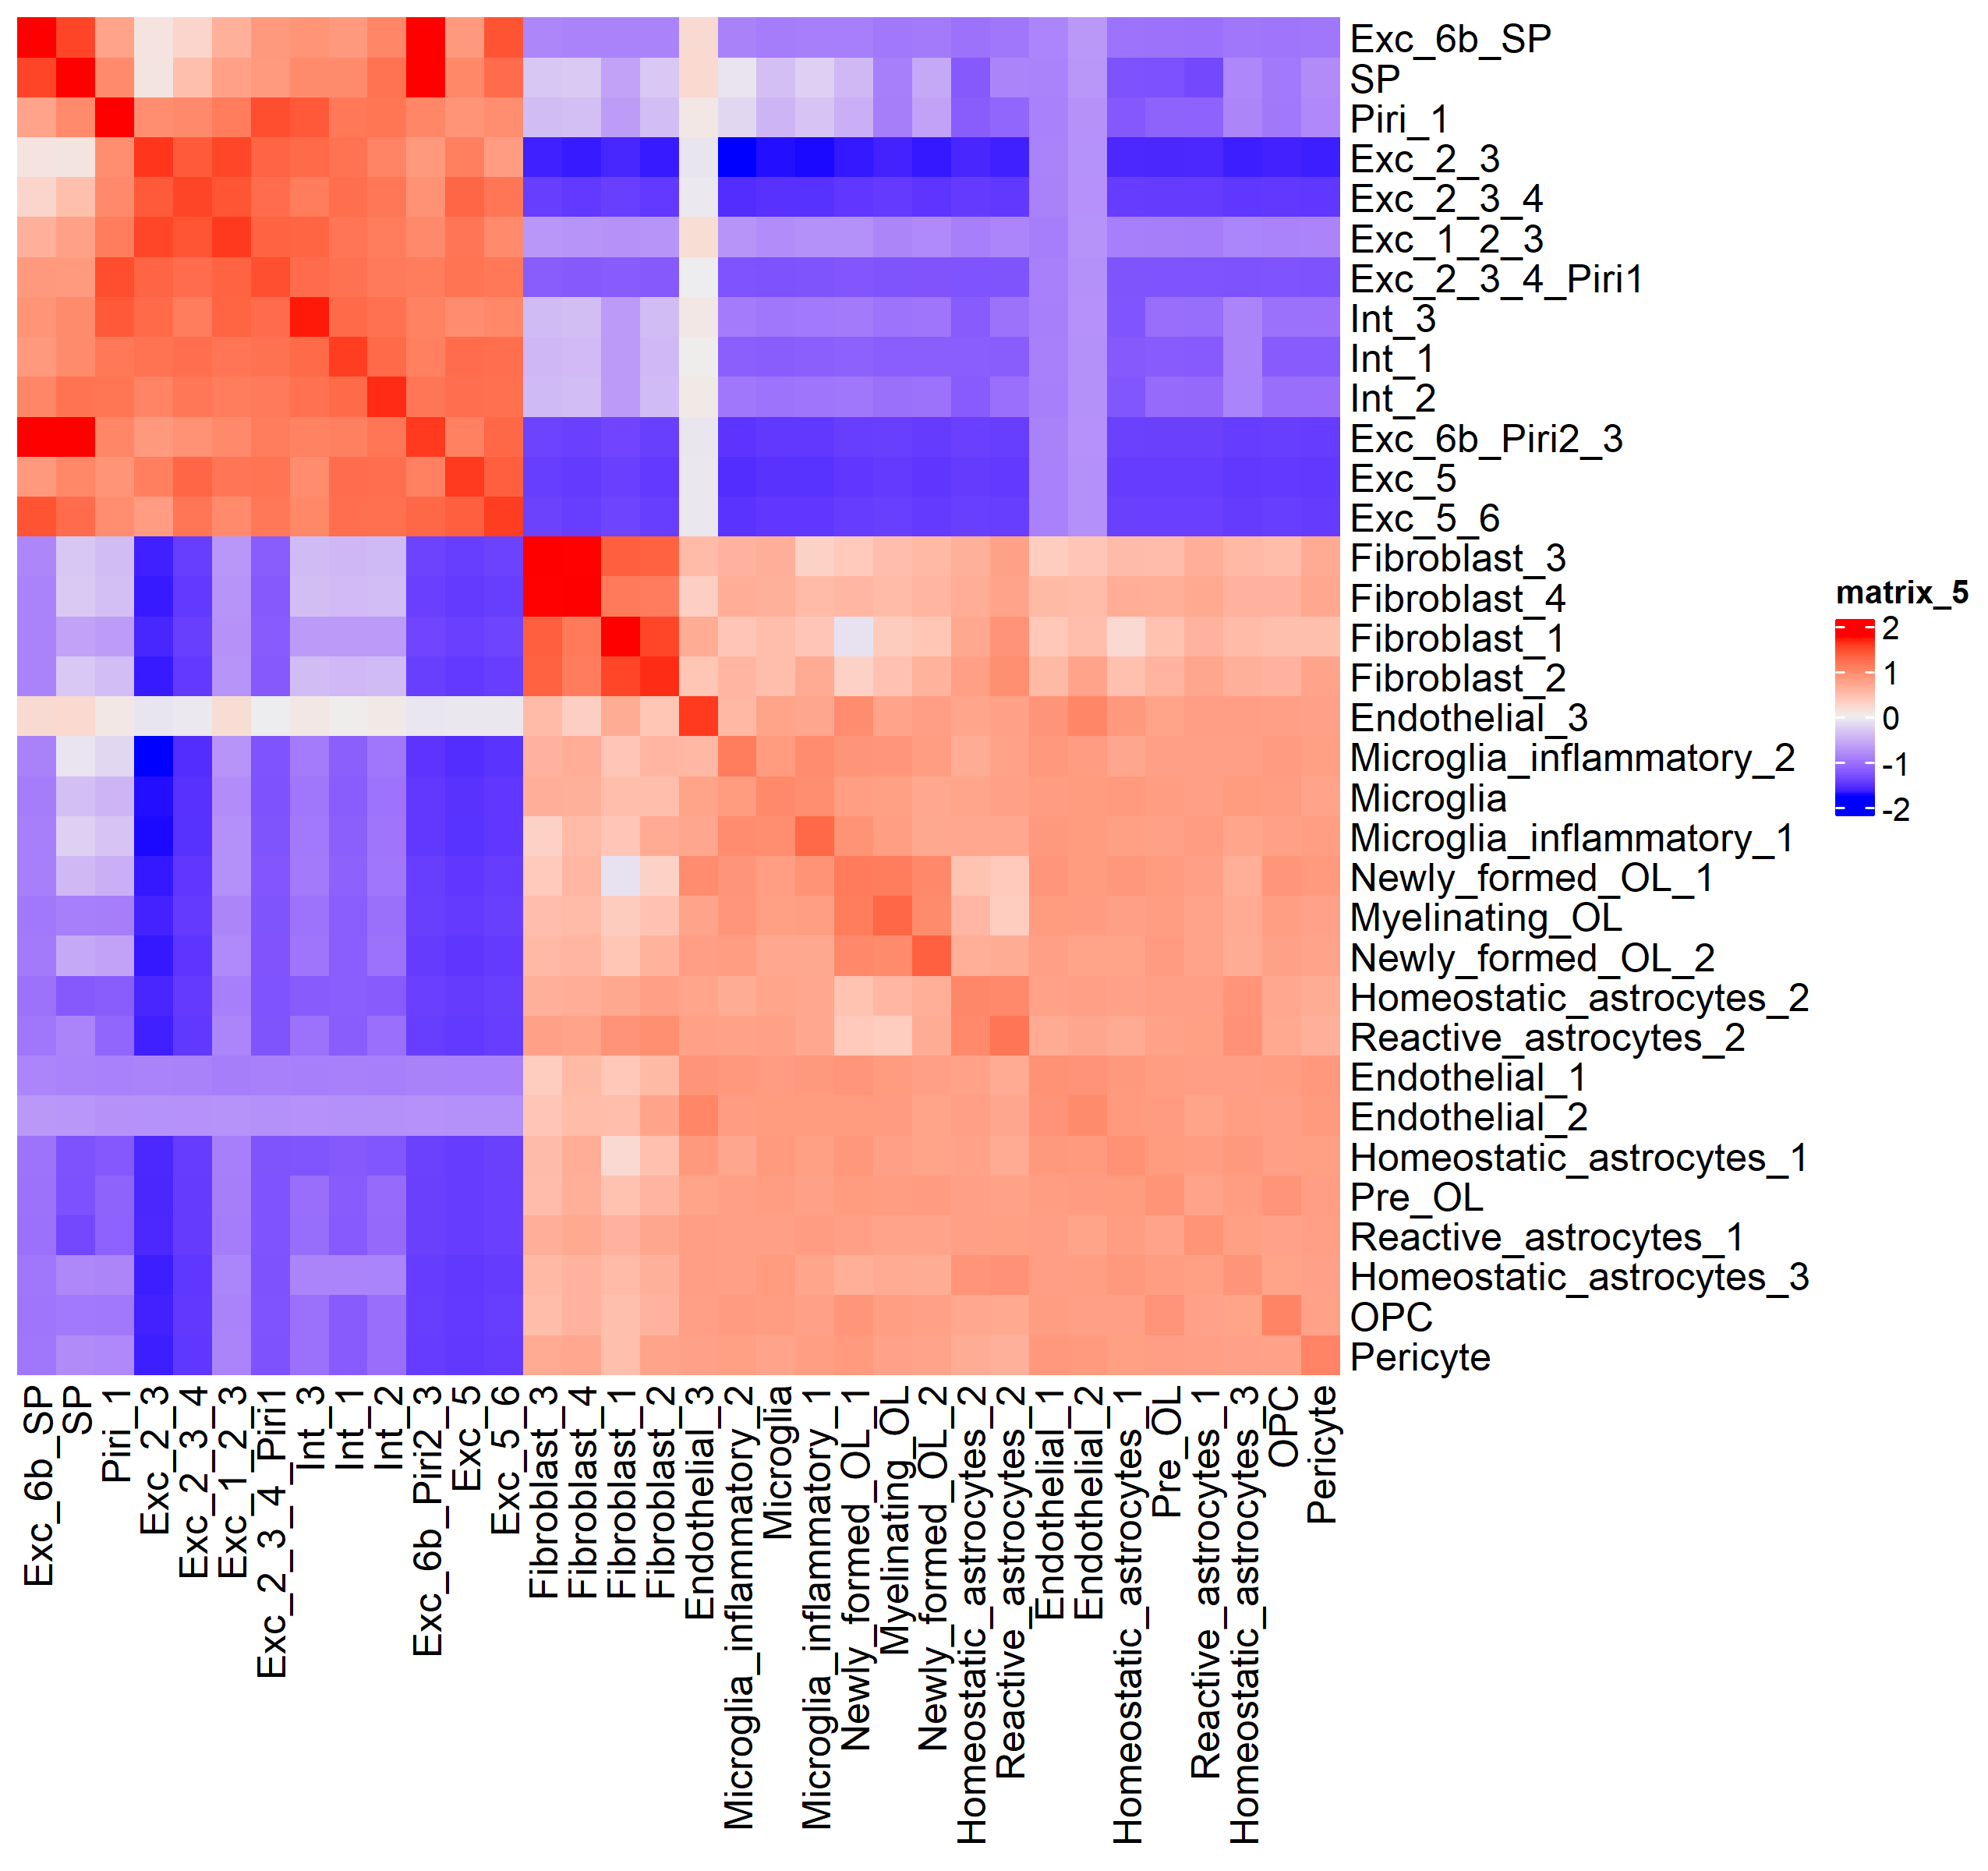 Exc_6b_SP
SP
Piri_1
Exc_2_3
Exc_2_3_4
Exc_1_2_3
Exc_2_3_4_Piri1
Int_3
Int_1
Int_2
Exc_6b_Piri2_3
Exc_5
Exc_5_6
Fibroblast_3
Fibroblast_4
Fibroblast_1
Fibroblast_2
Endothelial_3
Microglia_inflammatory_2
Microglia
Microglia_inflammatory_1
Newly_formed_OL_1
Myelinating_OL
Newly_formed_OL_2
Homeostatic_astrocytes_2
Reactive_astrocytes_2
Endothelial_1
Endothelial_2
Homeostatic_astrocytes_1
Pre_OL
Reactive_astrocytes_1
Homeostatic_astrocytes_3
OPC
Pericyte
matrix_5
2
1
0
-1
-2
Exc_6b_SP
SP
Piri_1
Exc_2_3
Exc_2_3_4
Exc_1_2_3
Exc_2_3_4_Piri1
Int_3
Int_1
Int_2
Exc_6b_Piri2_3
Exc_5
Exc_5_6
Fibroblast_3
Fibroblast_4
Fibroblast_1
Fibroblast_2
Endothelial_3
Microglia_inflammatory_2
Microglia
Microglia_inflammatory_1
Newly_formed_OL_1
Myelinating_OL
Newly_formed_OL_2
Homeostatic_astrocytes_2
Reactive_astrocytes_2
Endothelial_1
Endothelial_2
Homeostatic_astrocytes_1
Pre_OL
Reactive_astrocytes_1
Homeostatic_astrocytes_3
OPC
Pericyte